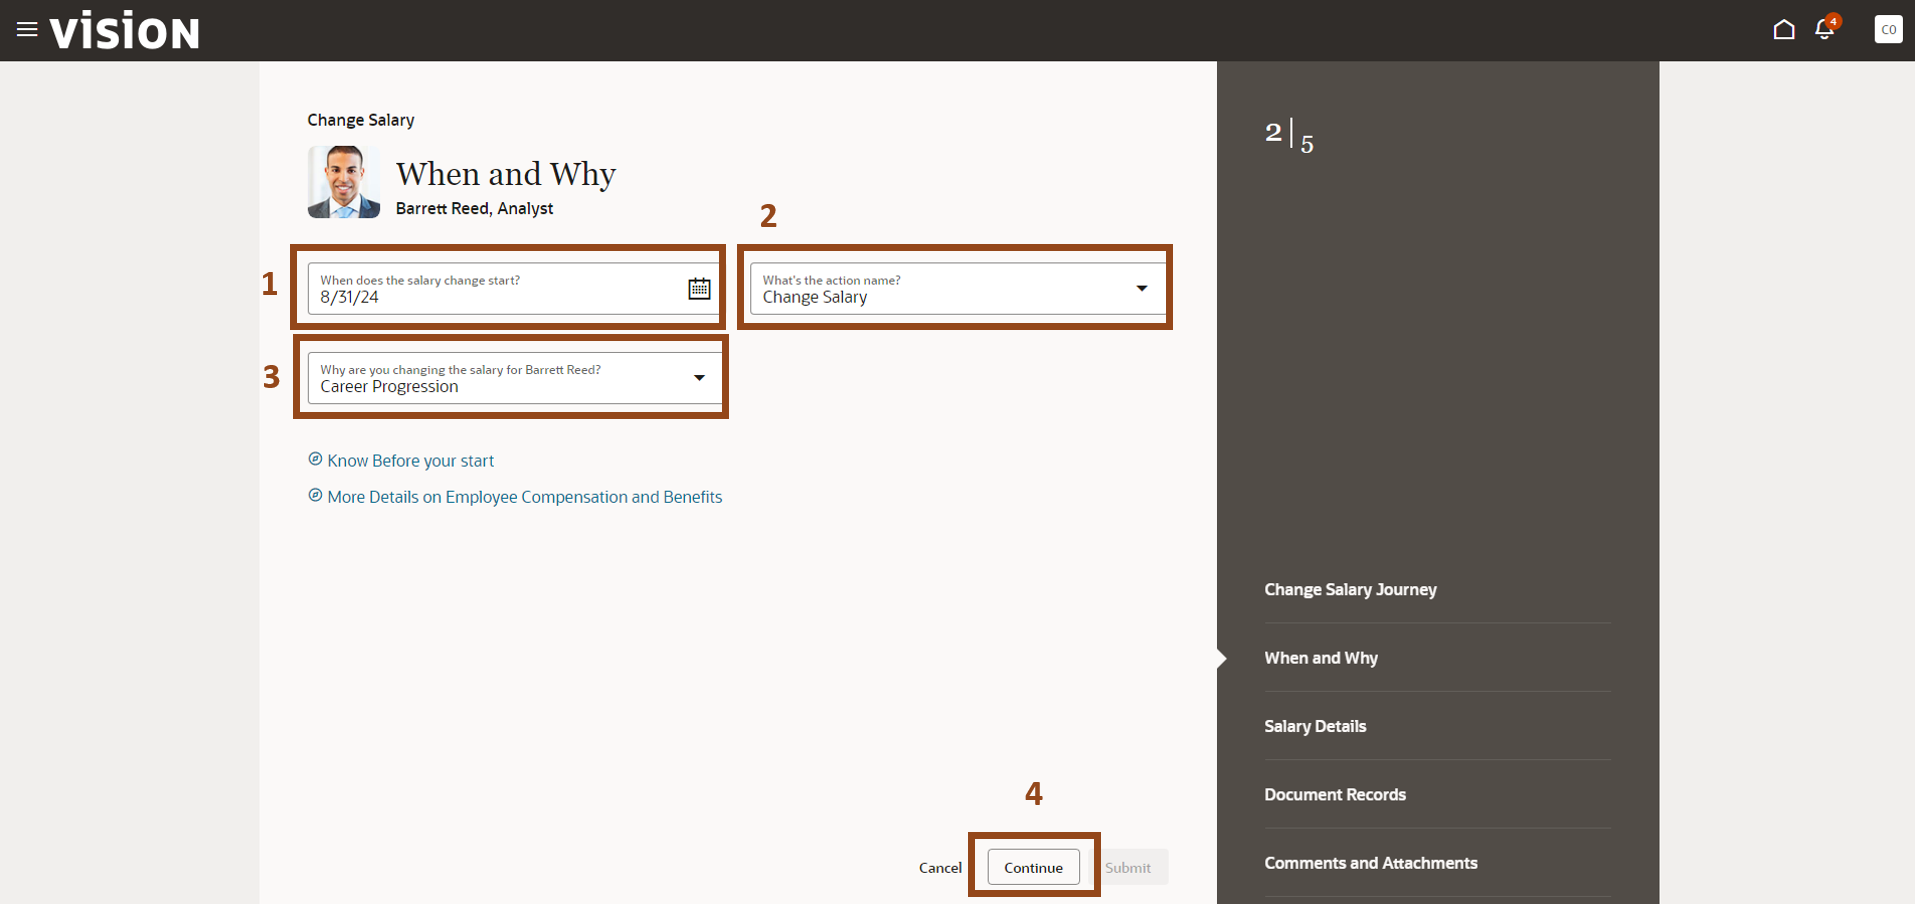 vision
4
CO
Change Salary
When and Why
Barrett Reed, Analyst
2
1
When does the salary change start?
8/31/24
What's the action name?
Change Salary
3
Why are you changing the salary for Barrett Reed?
Career Progression
Know Before your start
More Details on Employee Compensation and Benefits
4
Cancel
Continue
Submit
2 | 5
Change Salary Journey
When and Why
Salary Details
Document Records
Comments and Attachments